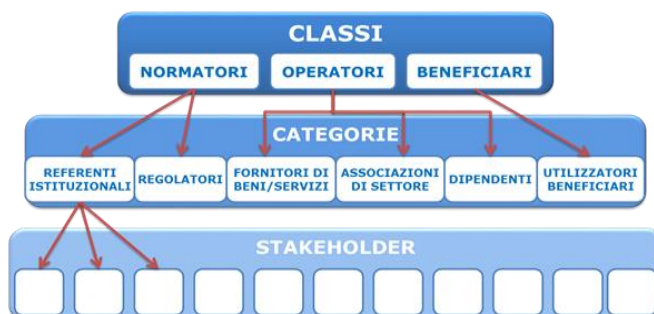 CLASSI
NORMATORI OPERATORI BENEFICIARI
CATEGORIE
REFERENTI
ISTITUZIONALI
REGOLATORI
FORNITORI DI
BENI/SERVIZI
ASSOCIAZIONI
DI SETTORE
DIPENDENTI
UTILIZZATORI
BENEFICIARI
STAKEHOLDER